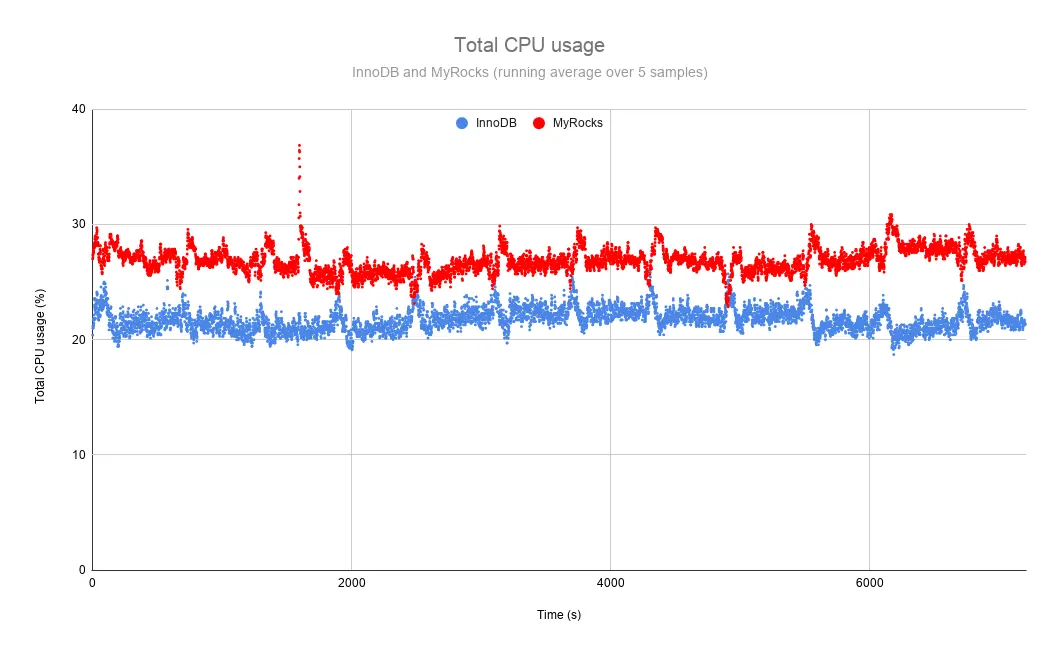 Total CPU usage
InnoDB and MyRocks (running average over 5 samples)
InnoDB MyRocks
40
30
20
10
0
Total CPU usage (%)
0 2000 4000 6000
Time (s)